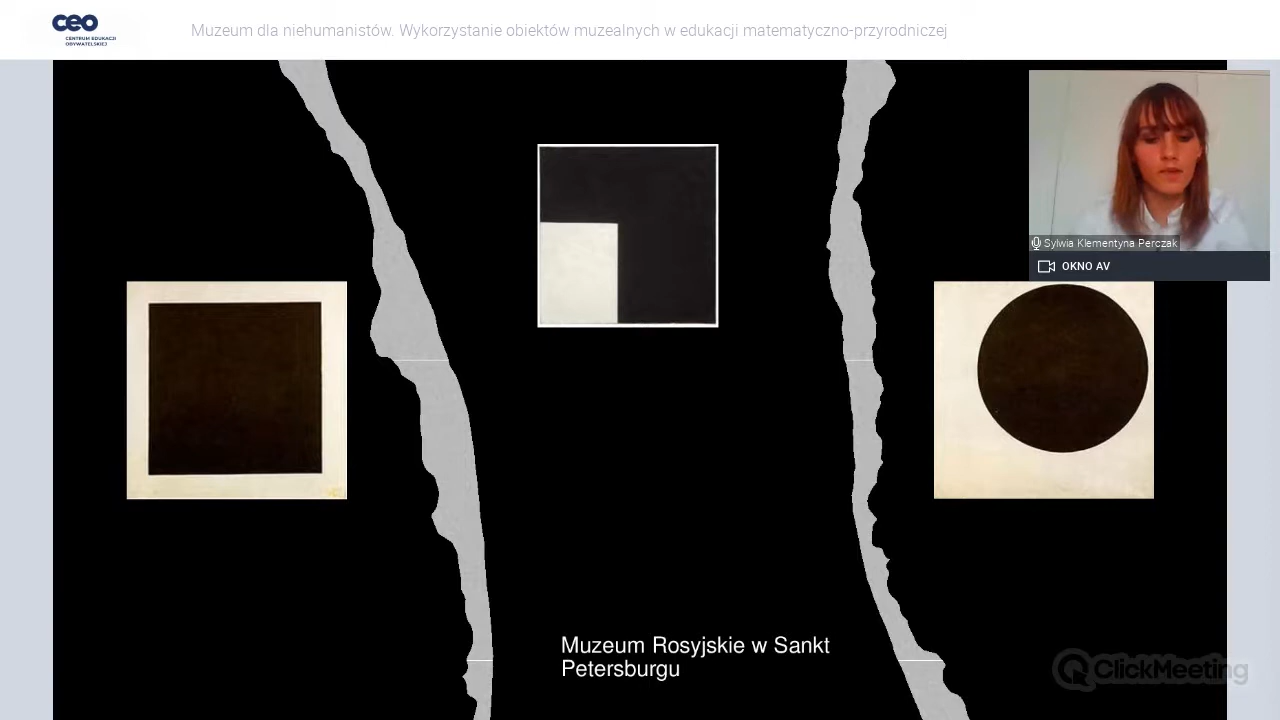 ceo
CENTRUM EDUKACJI
OBYWATELSKIEJ
Muzeum dla niehumanistów. Wykorzystanie obiektów muzealnych w edukacji matematyczno-przyrodniczej
Sylwia Klementyna Perczak
OKNO AV
Muzeum Rosyjskie w Sankt
Petersburgu
ClickMeeting